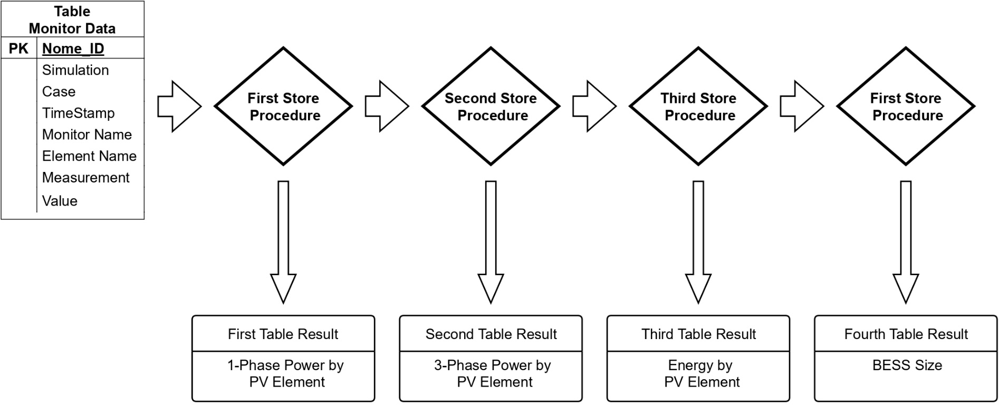 Table
Monitor Data
PK Nome_ID
Simulation
Case
TimeStamp
Monitor Name
Element Name
Measurement
Value
First Store
Procedure
Second Store
Procedure
Third Store
Procedure
First Store
Procedure
First Table Result
1-Phase Power by
PV Element
Second Table Result
3-Phase Power by
PV Element
Third Table Result
Energy by
PV Element
Fourth Table Result
BESS Size